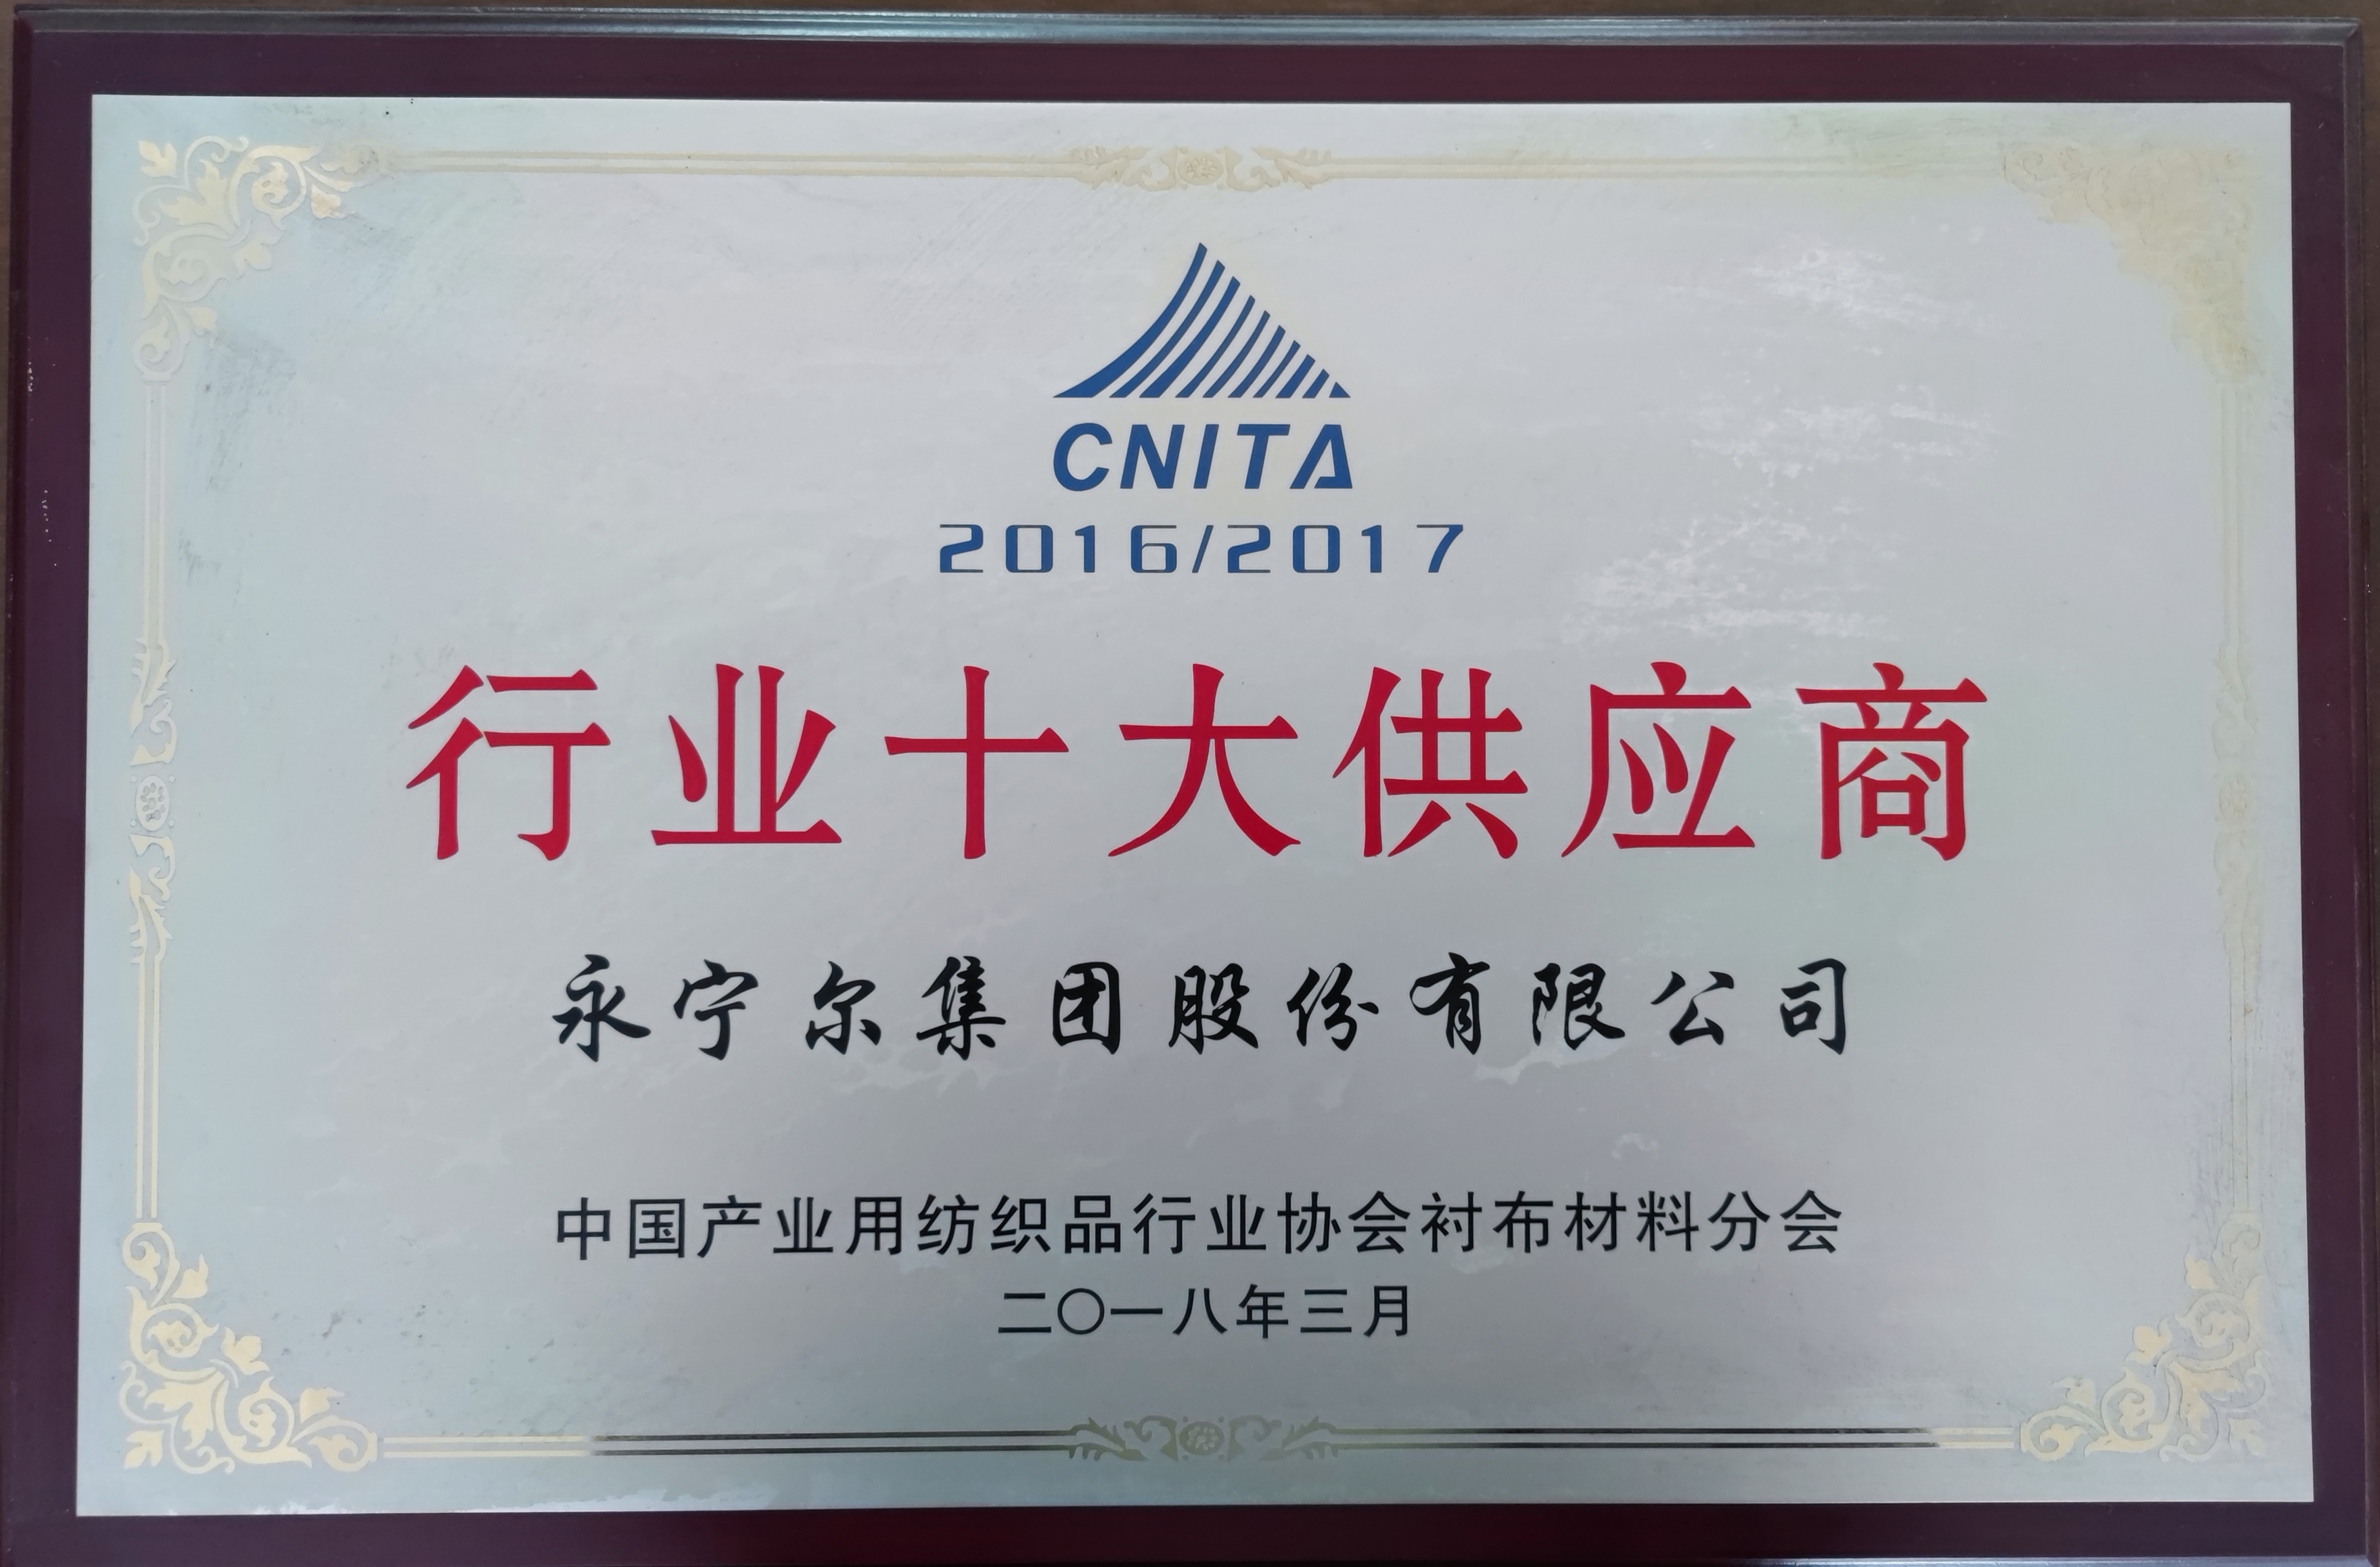 CNITA
2016/2017
行业十大供应商
永宁尔集团股份有限公司
中国产业用纺织品行业协会衬布材料分会
二〇一八年三月